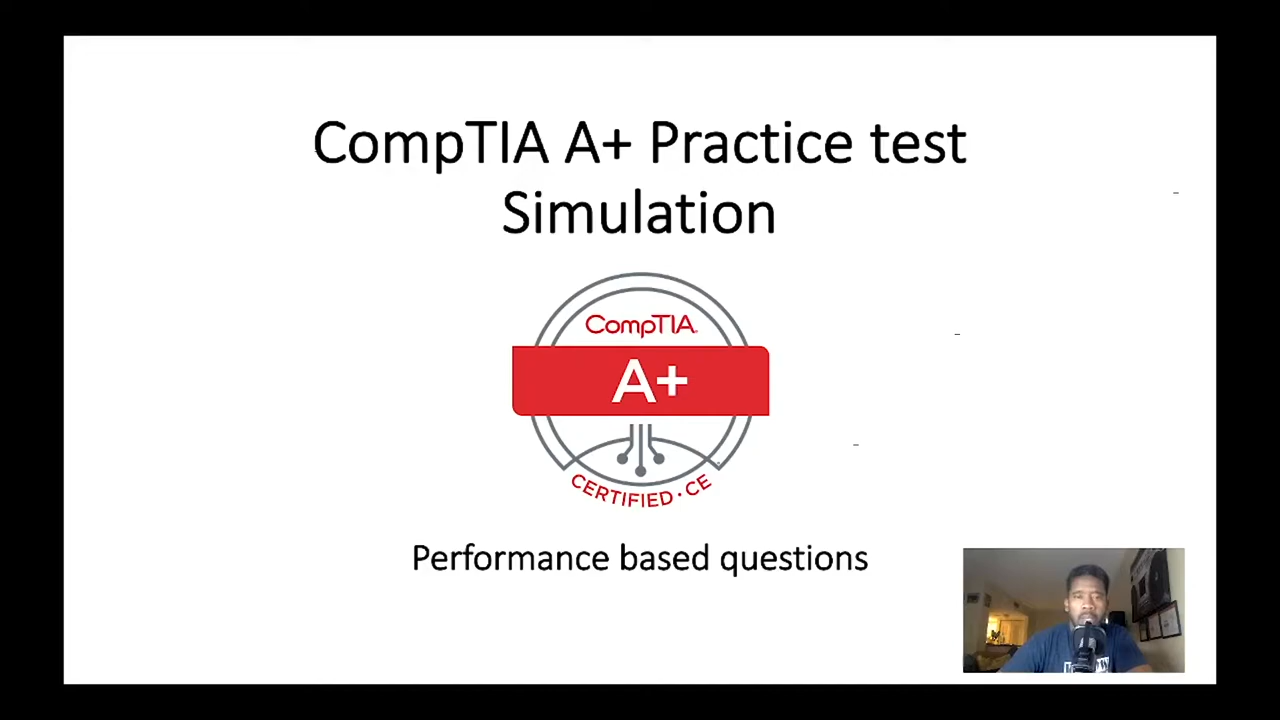 CompTIA A+ Practice test
Simulation
CompTIA
A+
CERTIFIED · CE
Performance based questions